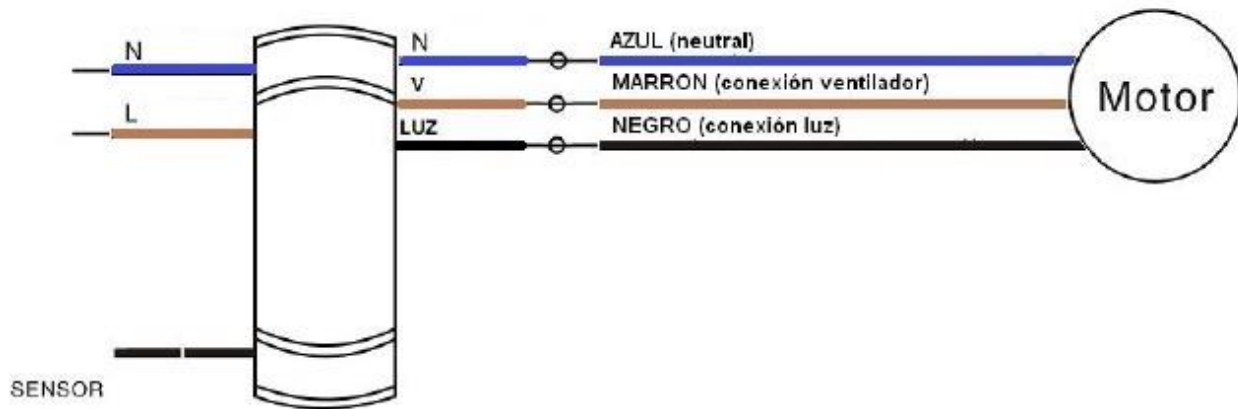 N
L
SENSOR
N
V
LUZ
AZUL (neutral)
MARRON (conexión ventilador)
NEGRO (conexión luz)
Motor